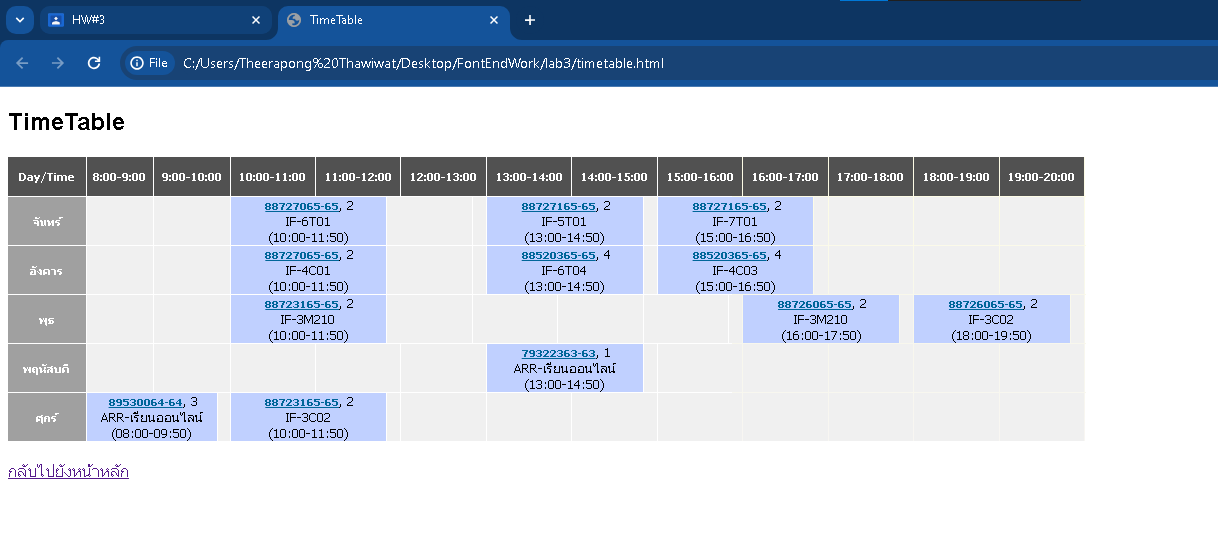 HW#3
TimeTable
File
C:/Users/Theerapong%20Thawiwat/Desktop/FontEndWork/lab3/timetable.html
TimeTable
Day/Time 8:00-9:00 9:00-10:00 10:00-11:00 11:00-12:00 12:00-13:00 13:00-14:00 14:00-15:00 15:00-16:00 16:00-17:00 17:00-18:00 18:00-19:00 19:00-20:00
จันทร์
88727065-65, 2
IF-6T01
(10:00-11:50)
88727165-65, 2
IF-5T01
(13:00-14:50)
88727165-65, 2
IF-7T01
(15:00-16:50)
อังคาร
88727065-65, 2
IF-4C01
(10:00-11:50)
88520365-65, 4
IF-6T04
(13:00-14:50)
88520365-65, 4
IF-4C03
(15:00-16:50)
พุธ
88723165-65, 2
IF-3M210
(10:00-11:50)
88726065-65, 2
IF-3M210
(16:00-17:50)
88726065-65, 2
IF-3C02
(18:00-19:50)
พฤหัสบดี
79322363-63, 1
ARR-เรียนออนไลน์
(13:00-14:50)
ศุกร์
89530064-64, 3
ARR-เรียนออนไลน์
(08:00-09:50)
88723165-65, 2
IF-3C02
(10:00-11:50)
กลับไปยังหน้าหลัก